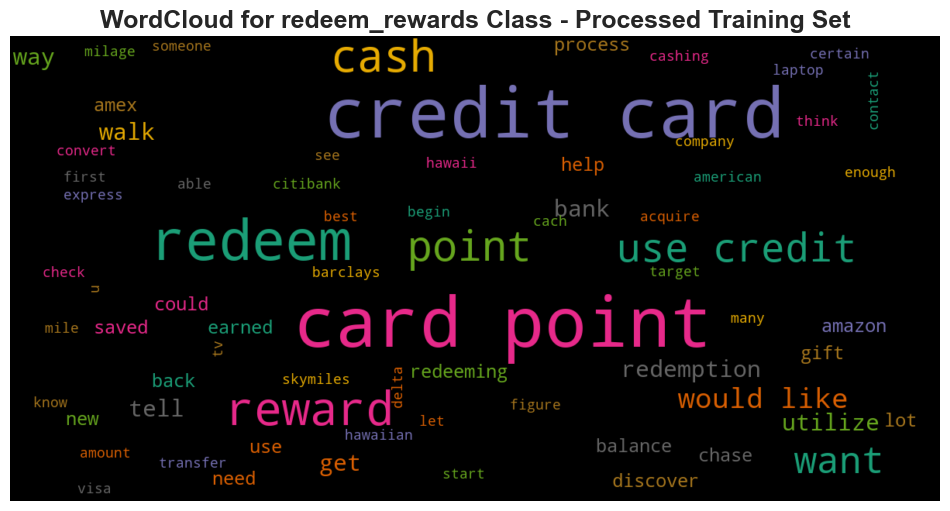 WordCloud for redeem_rewards Class - Processed Training Set
way
milage
someone
cash
process
cashing
certain
laptop
contact
amex
walk
credit card
think
company
convert
see
hawaii
help
american
enough
first
able
citibank
express
best
begin
cach
bank
acquire
redeem
point
use credit
check
barclays
target
n
mile
saved
could
earned
tv
card point
many
amazon
gift
back
skymiles
delta
redeeming
redemption
know
new
tell
reward
let
figure
would like
utilize
lot
hawaiian
amount
transfer
use
get
need
start
balance
chase
discover
want
visa